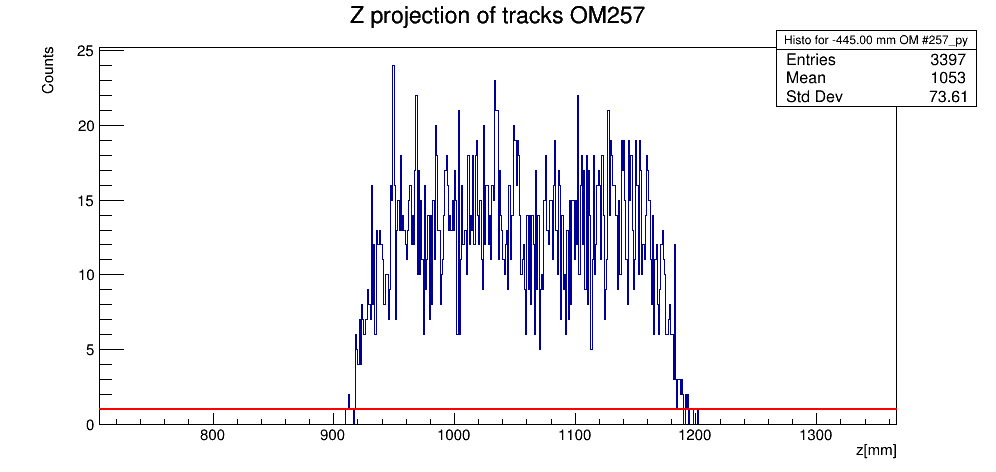 Z projection of tracks OM257
Histo for -445.00 mm OM #257_py
Entries 3397
Mean 1053
Std Dev 73.61
Counts
25
20
15
10
5
0
800 900 1000 1100 1200 1300
z[mm]